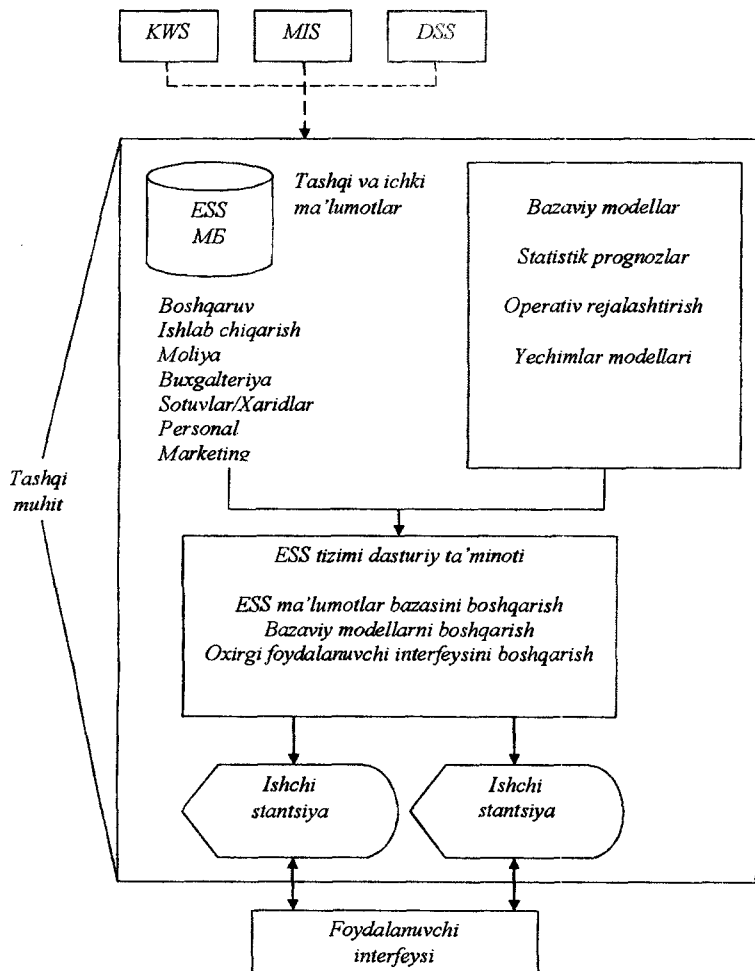 KWS
MIS
DSS
ESS
МБ
Tashqi va ichki
ma'lumotlar
Boshqaruv
Ishlab chiqarish
Moliya
Buxgalteriya
Sotuvlar/Xaridlar
Personal
Marketing
Bazaviy modellar
Statistik prognozlar
Operativ rejalashtirish
Yechimlar modellari
Tashqi
muhit
ESS tizimi dasturiy ta'minoti
ESS ma'lumotlar bazasini boshqarish
Bazaviy modellarni boshqarish
Oxirgi foydalanuvchi interfeysini boshqarish
Ishchi
stantsiya
Ishchi
stantsiya
Foydalanuvchi
interfeysi